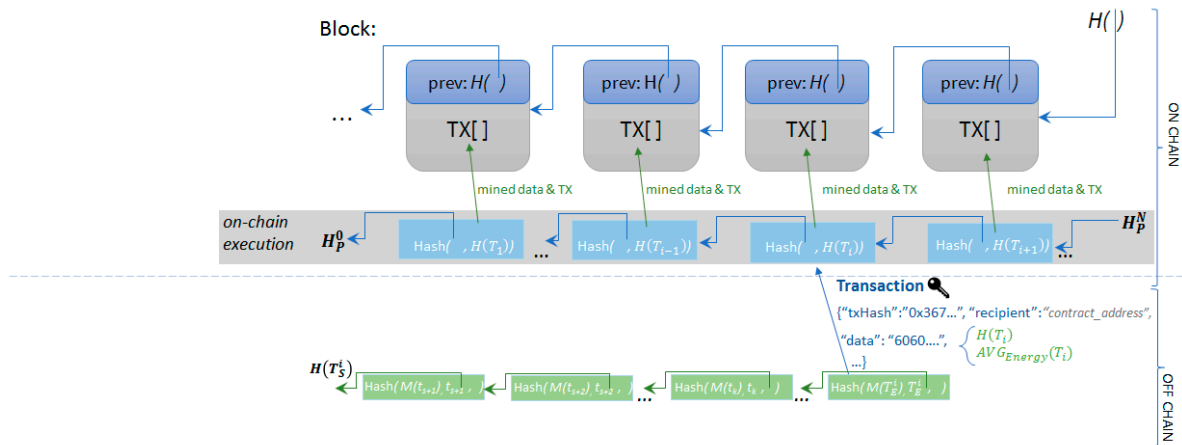 H( )
Block:
prev: H( ) prev: H( ) prev: H( ) prev: H( )
...
TX[ ] TX[ ] TX[ ] TX[ ]
ON CHAIN
mined data & TX mined data & TX mined data & TX mined data & TX
on-chain
execution
H_P^0 Hash( , H(T_1)) ... Hash( , H(T_{i-1})) Hash( , H(T_i)) Hash( , H(T_{i+1})) ... H_P^N
Transaction
{"txHash":"0x367...", "recipient":"contract_address",
"data": "6060....", { H(T_i)
AVG_{Energy}(T_i)
...}
H(T_S^i)
Hash( M(t_{s+1}), t_{s+1}, ) Hash( M(t_{s+2}), t_{s+2}, ) ... Hash( M(t_k), t_k, ) ... Hash( M(T_E^i), T_E^i, )
OFF CHAIN